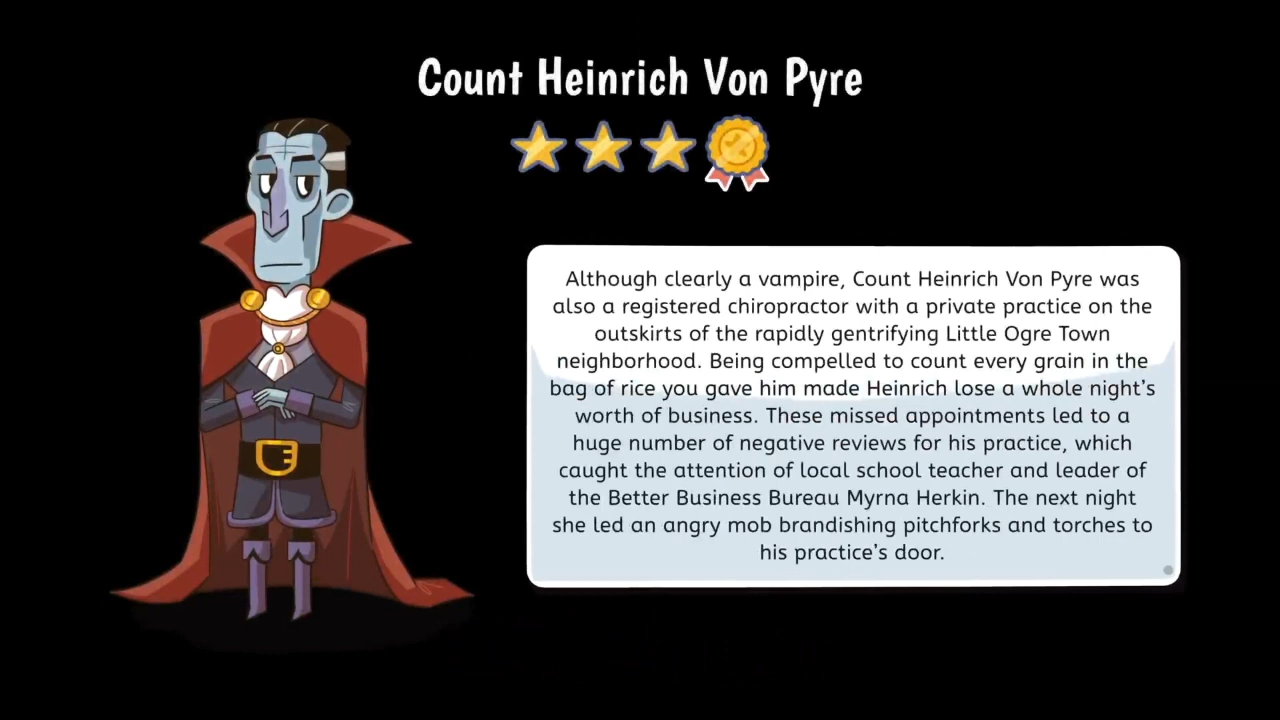 Count Heinrich Von Pyre
Although clearly a vampire, Count Heinrich Von Pyre was
also a registered chiropractor with a private practice on the
outskirts of the rapidly gentrifying Little Ogre Town
neighborhood. Being compelled to count every grain in the
bag of rice you gave him made Heinrich lose a whole night's
worth of business. These missed appointments led to a
huge number of negative reviews for his practice, which
caught the attention of local school teacher and leader of
the Better Business Bureau Myrna Herkin. The next night
she led an angry mob brandishing pitchforks and torches to
his practice's door.